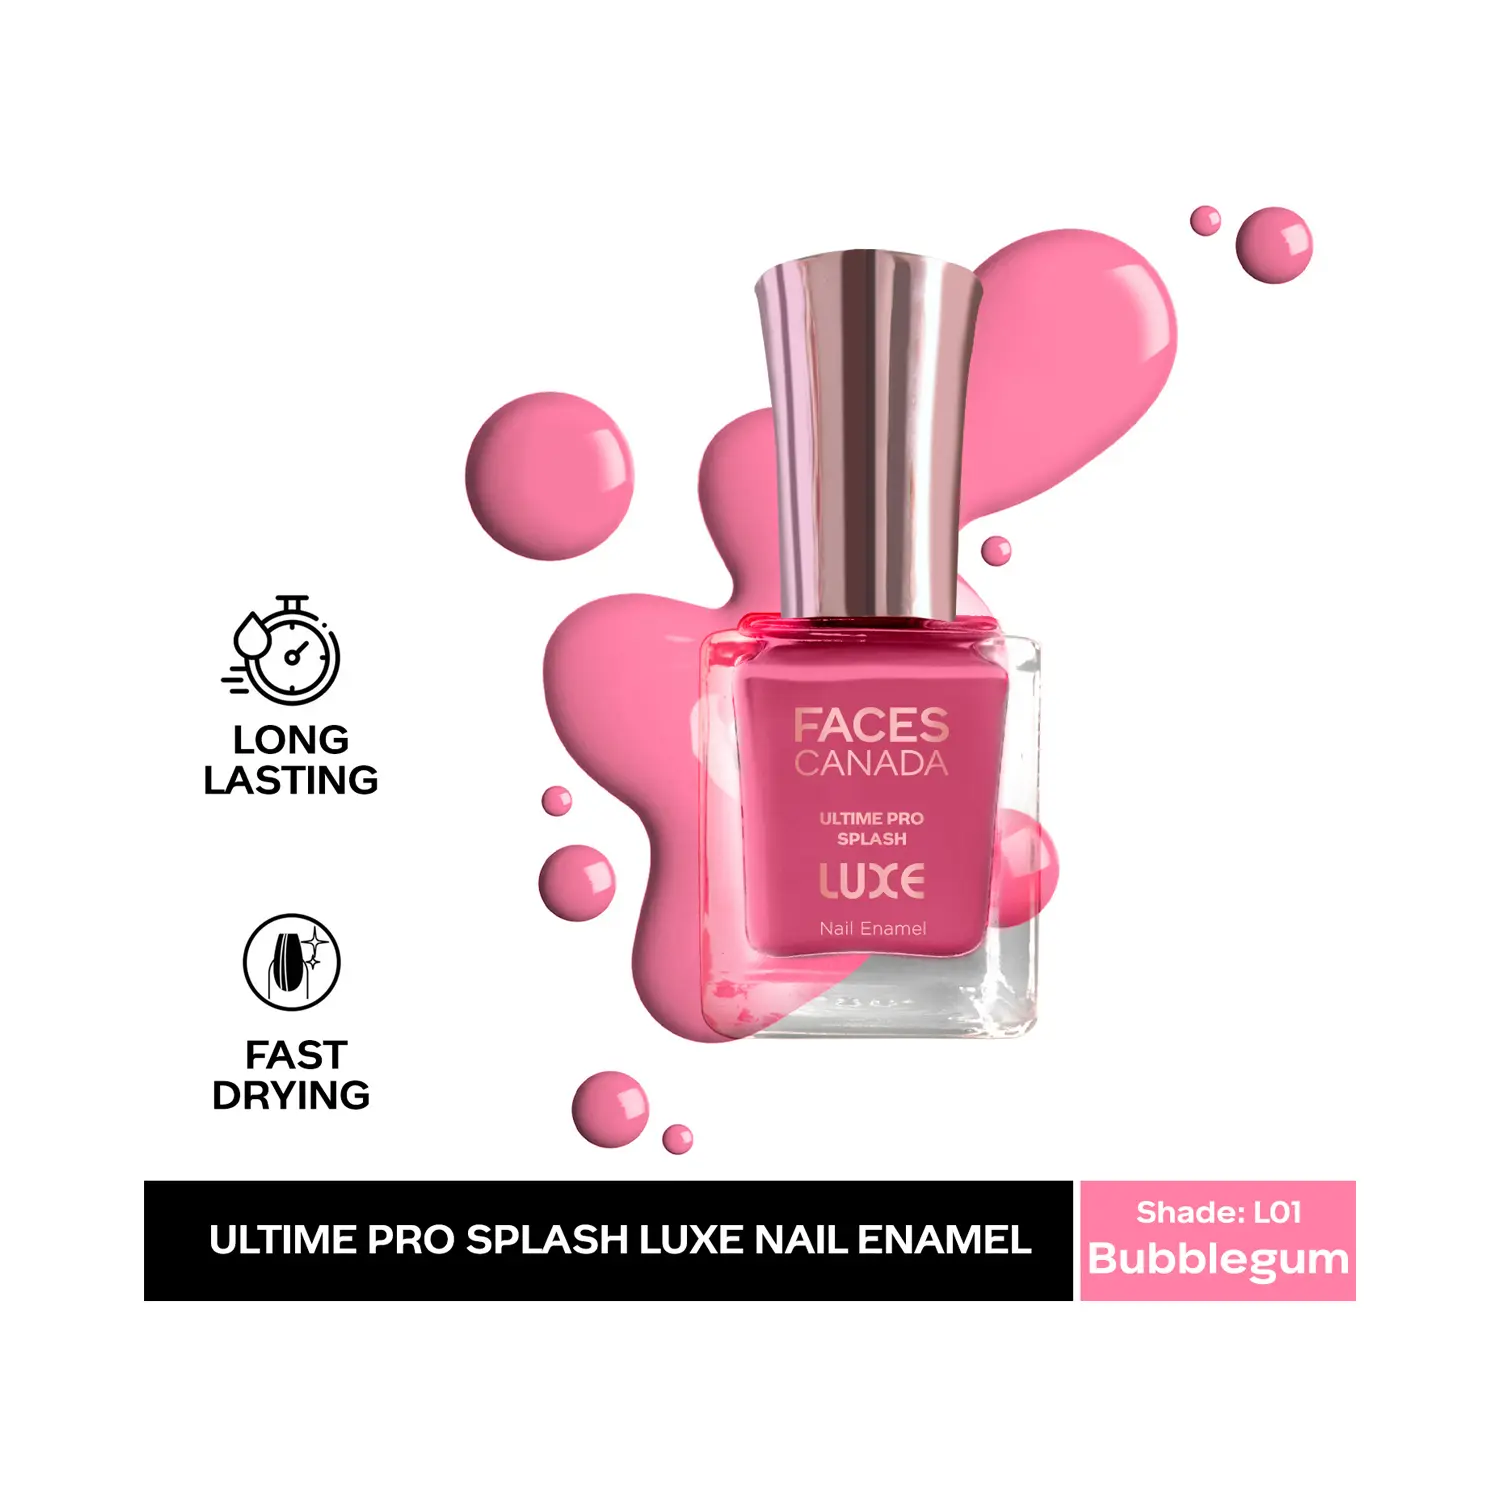 FACES
CANADA
ULTIME PRO
SPLASH
LUXE
Nail Enamel
LONG
LASTING
FAST
DRYING
ULTIME PRO SPLASH LUXE NAIL ENAMEL
Shade: L01
Bubblegum